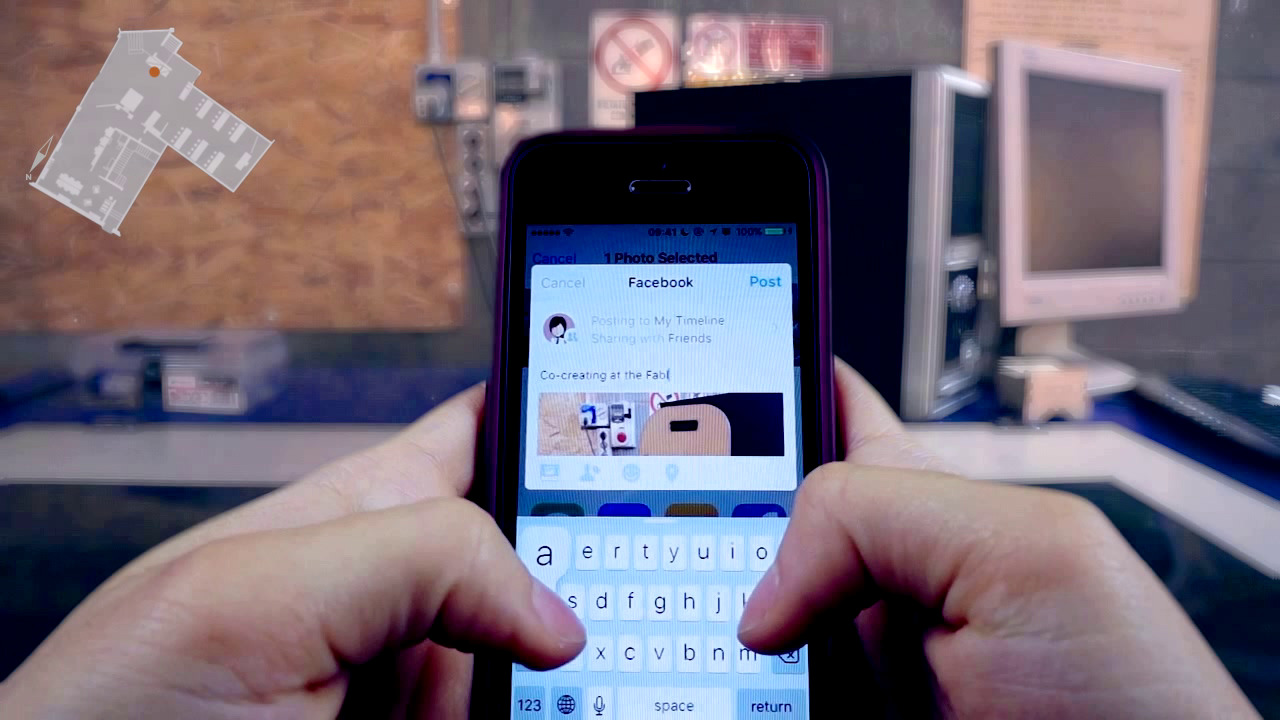 N
09:41 100%
Cancel 1 Photo Selected
Cancel Facebook Post
Posting to My Timeline
Sharing with Friends
Co-creating at the Fabl
a e r t y u i o
s d f g h j
x c v b n m
123 space return